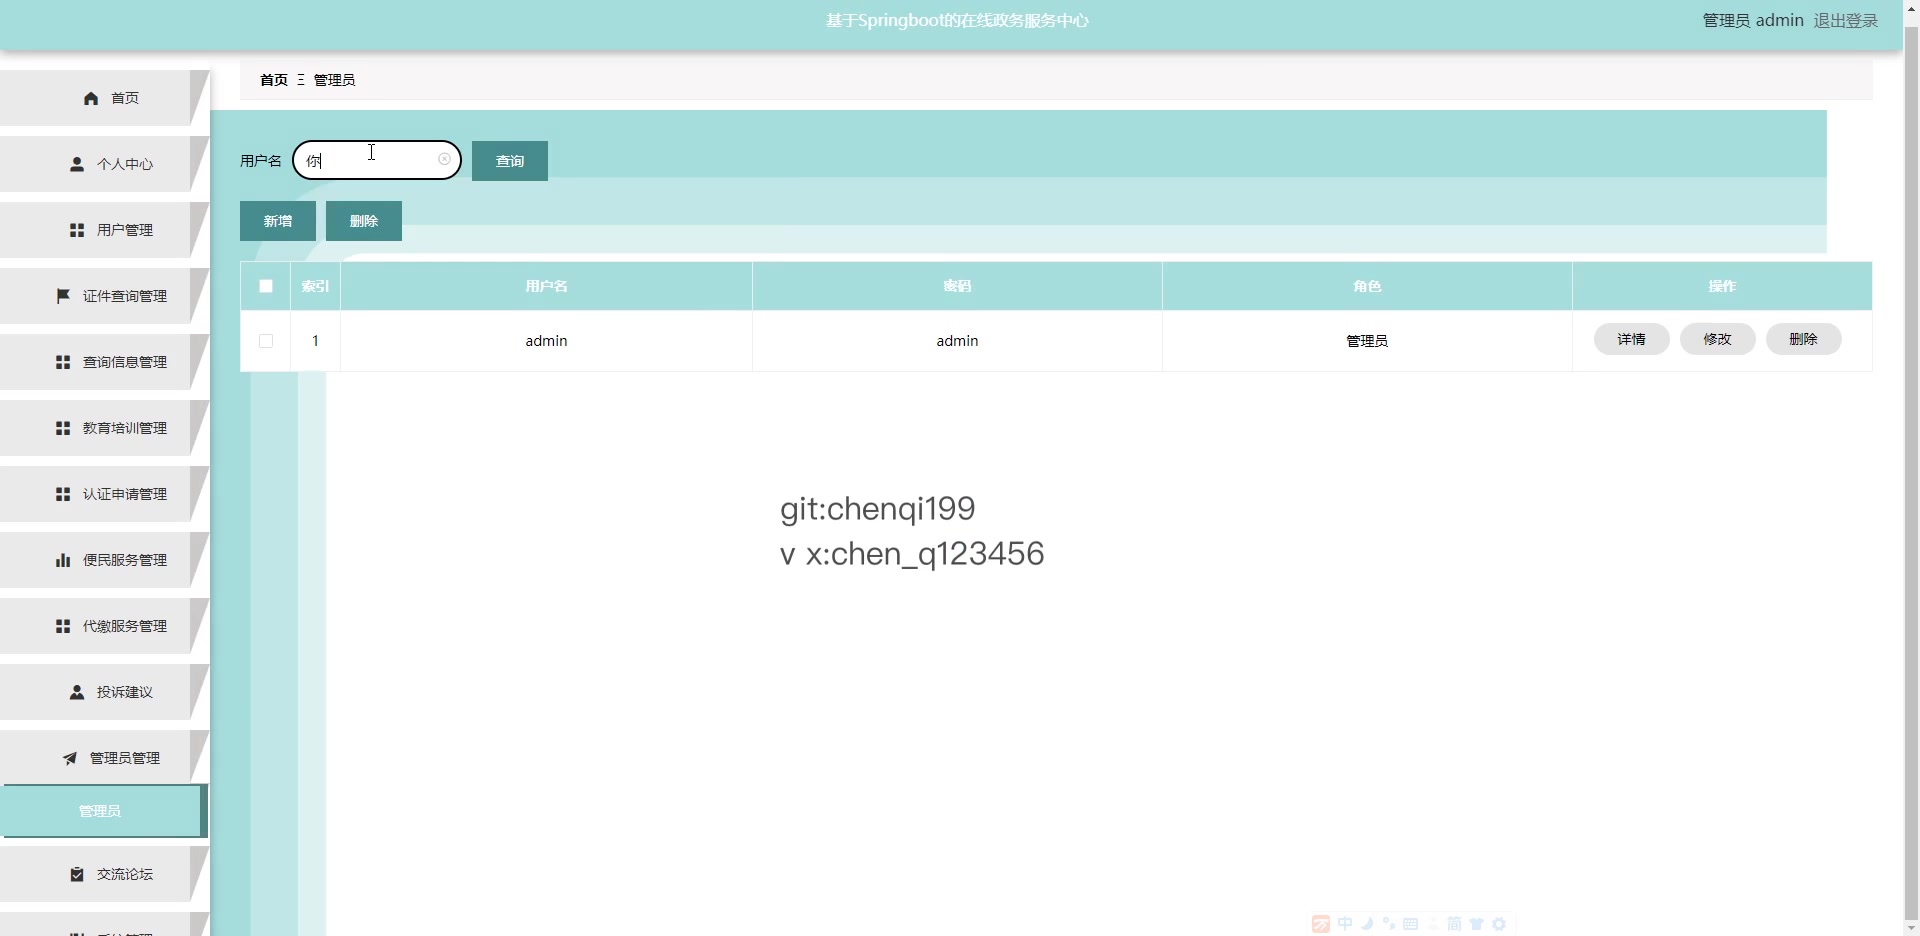 基于Springboot的在线政务服务中心
管理员 admin 退出登录
首页 Ξ 管理员
首页
个人中心
用户管理
证件查询管理
查询信息管理
教育培训管理
认证申请管理
便民服务管理
代缴服务管理
投诉建议
管理员管理
管理员
交流论坛
用户名 你 查询
新增 删除
索引 用户名 密码 角色 操作
1 admin admin 管理员 详情 修改 删除
git:chenqi199
v x:chen_q123456
中 简